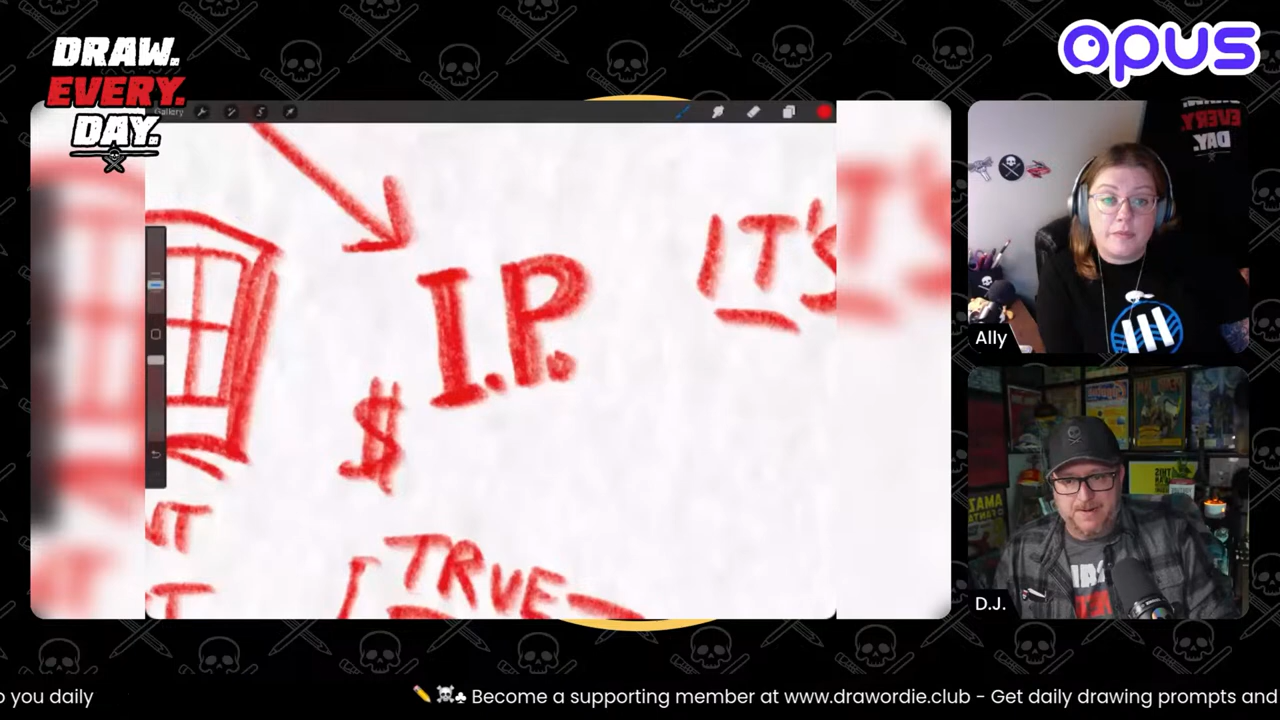 DRAW.
EVERY.
DAY.
opus
Gallery
IT'S
I.P.
$
TRUE
Ally
D.J.
o you daily
✏️☠️♣ Become a supporting member at www.drawordie.club - Get daily drawing prompts and